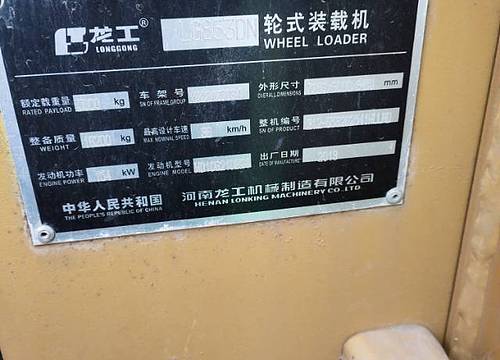 龙工® 轮式装载机
LONGGONG WHEEL LOADER
额定载重量 kg 车架号 外形尺寸 mm
RATED PAYLOAD SN OF FRAME GROUP OVERALL DIMENSIONS
整备质量 kg 最高设计车速 km/h 整机编号
WEIGHT MAX NOMINAL SPEED SN OF PRODUCT
发动机功率 kW 发动机型号 出厂日期
ENGINE POWER ENGINE MODEL DATE OF MANUFACTURE
中华人民共和国 河南龙工机械制造有限公司
THE PEOPLE'S REPUBLIC OF CHINA HENAN LONKING MACHINERY CO.,LTD